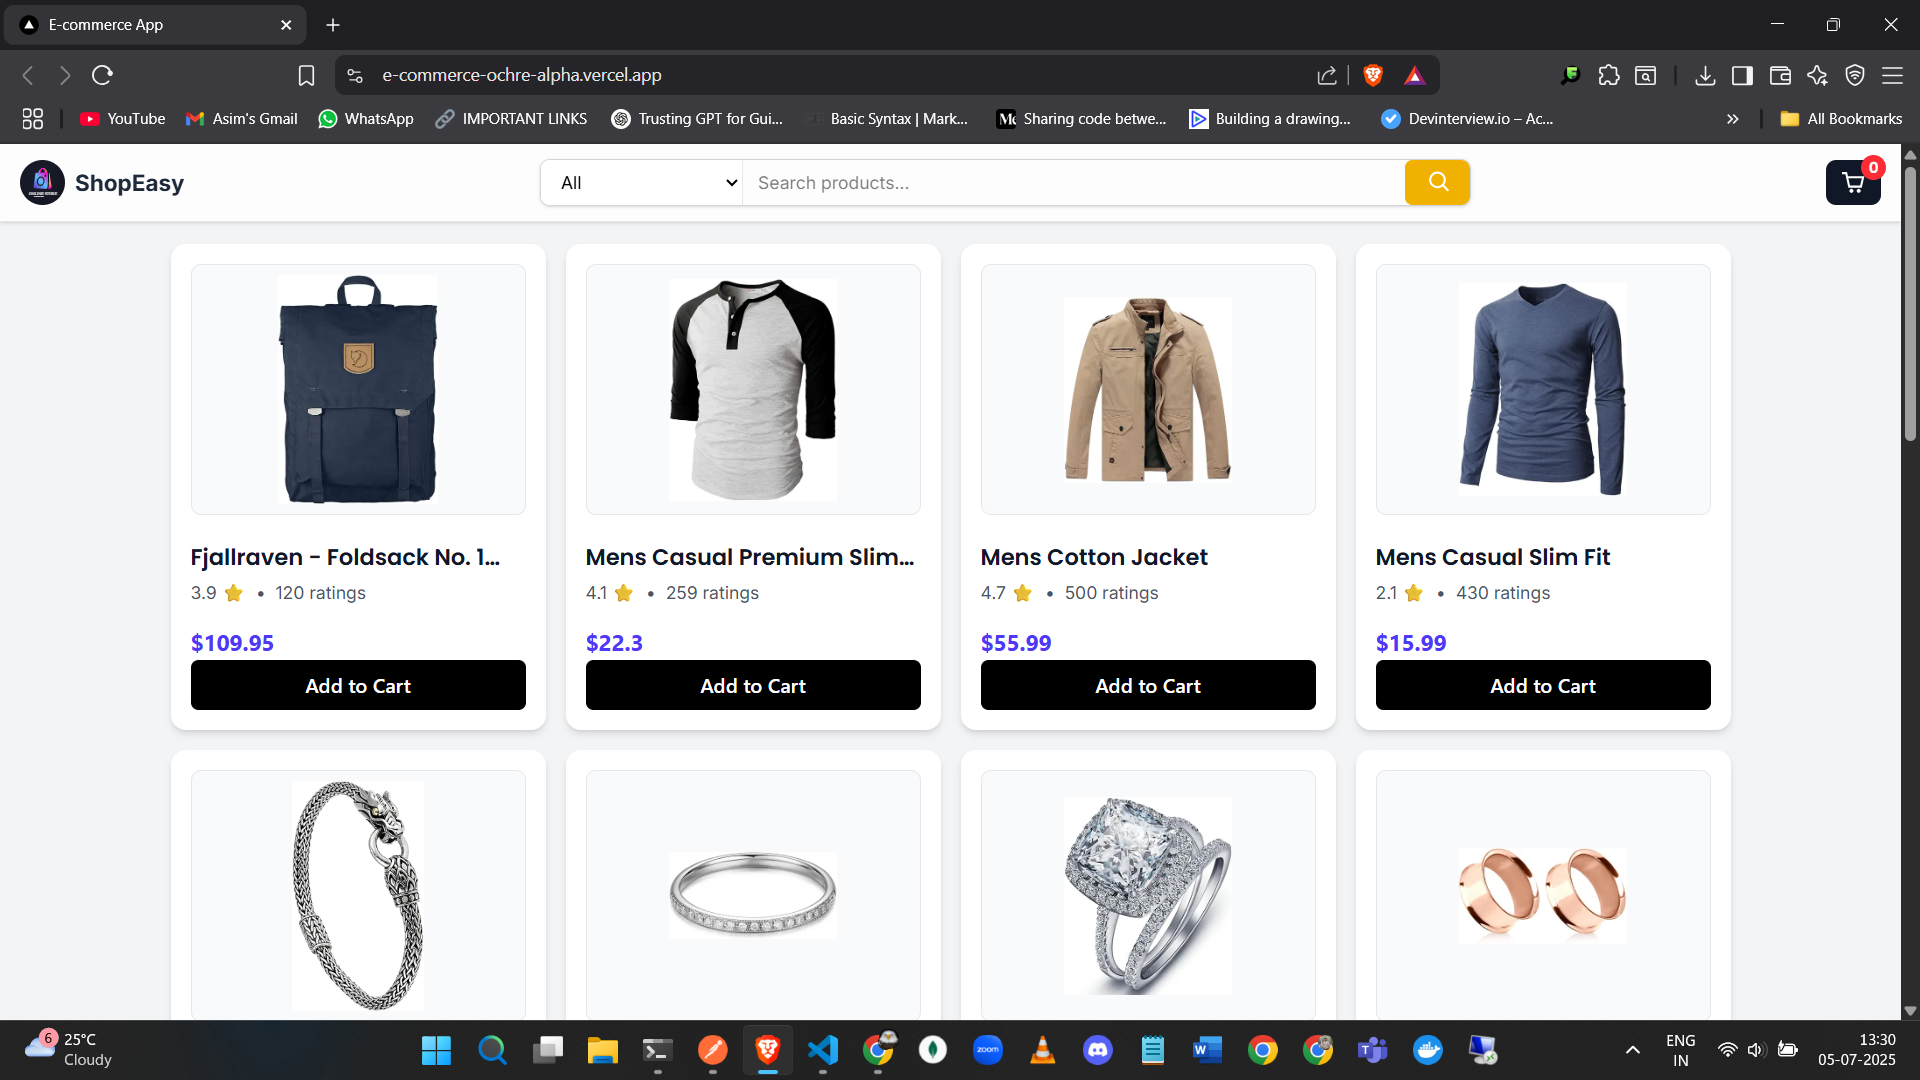 E-commerce App
e-commerce-ochre-alpha.vercel.app
YouTube
Asim's Gmail
WhatsApp
IMPORTANT LINKS
Trusting GPT for Gui...
Basic Syntax | Mark...
Sharing code betwe...
Building a drawing...
Devinterview.io – Ac...
All Bookmarks
ShopEasy
All
Search products...
0
Fjallraven - Foldsack No. 1...
3.9 ⭐ • 120 ratings
$109.95
Add to Cart
Mens Casual Premium Slim...
4.1 ⭐ • 259 ratings
$22.3
Add to Cart
Mens Cotton Jacket
4.7 ⭐ • 500 ratings
$55.99
Add to Cart
Mens Casual Slim Fit
2.1 ⭐ • 430 ratings
$15.99
Add to Cart
6
25°C
Cloudy
zoom
ENG
IN
13:30
05-07-2025